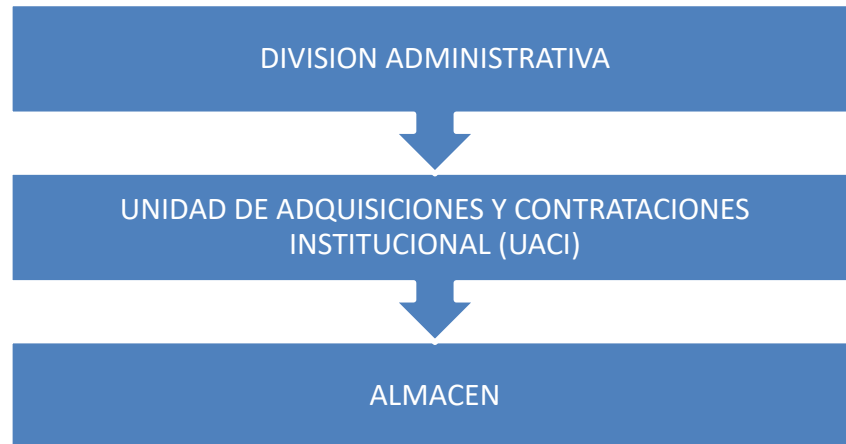 DIVISION ADMINISTRATIVA
UNIDAD DE ADQUISICIONES Y CONTRATACIONES
INSTITUCIONAL (UACI)
ALMACEN